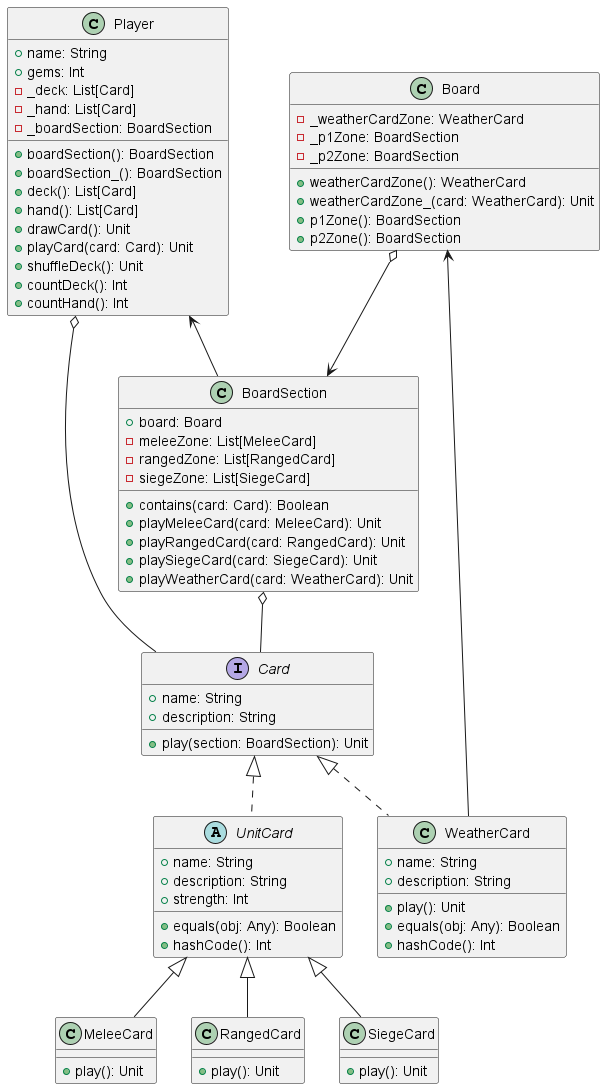 C Player
+name: String
gems: Int
_deck: List[Card]
_hand: List[Card]
_boardSection: BoardSection
boardSection(): BoardSection
boardSection_(): BoardSection
deck(): List[Card]
hand(): List[Card]
drawCard(): Unit
playCard(card: Card): Unit
shuffleDeck(): Unit
countDeck(): Int
countHand(): Int
C Board
_weatherCardZone: WeatherCard
_p1Zone: BoardSection
_p2Zone: BoardSection
weatherCardZone(): WeatherCard
weatherCardZone_(card: WeatherCard): Unit
p1Zone(): BoardSection
p2Zone(): BoardSection
C BoardSection
board: Board
meleeZone: List[MeleeCard]
rangedZone: List[RangedCard]
siegeZone: List[SiegeCard]
contains(card: Card): Boolean
playMeleeCard(card: MeleeCard): Unit
playRangedCard(card: RangedCard): Unit
playSiegeCard(card: SiegeCard): Unit
playWeatherCard(card: WeatherCard): Unit
I Card
name: String
description: String
play(section: BoardSection): Unit
A UnitCard
name: String
description: String
strength: Int
equals(obj: Any): Boolean
hashCode(): Int
C WeatherCard
name: String
description: String
play(): Unit
equals(obj: Any): Boolean
hashCode(): Int
C MeleeCard
play(): Unit
C RangedCard
play(): Unit
C SiegeCard
play(): Unit